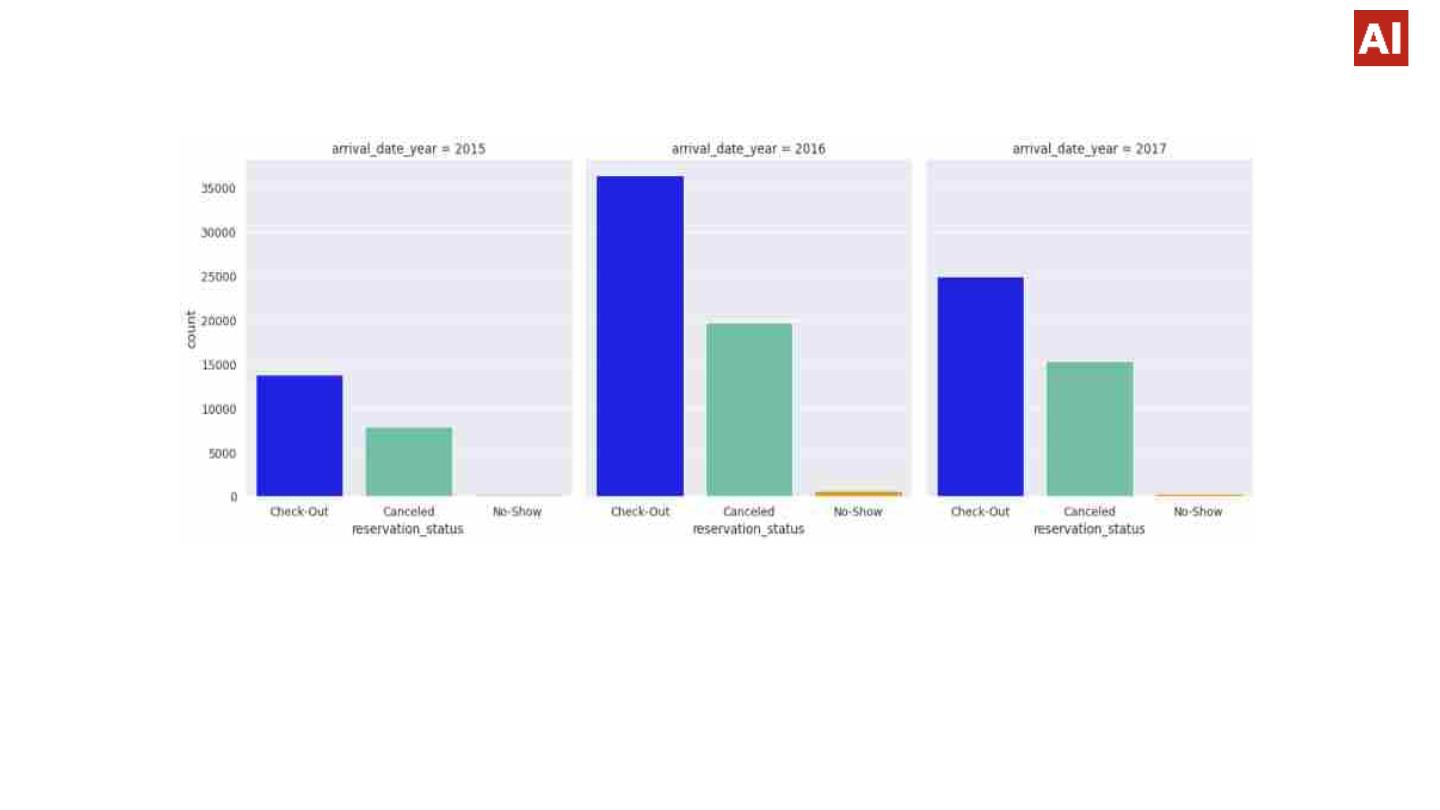 AI
arrival_date_year = 2015
arrival_date_year = 2016
arrival_date_year = 2017
count
35000
30000
25000
20000
15000
10000
5000
0
Check-Out Canceled No-Show
reservation_status
Check-Out Canceled No-Show
reservation_status
Check-Out Canceled No-Show
reservation_status